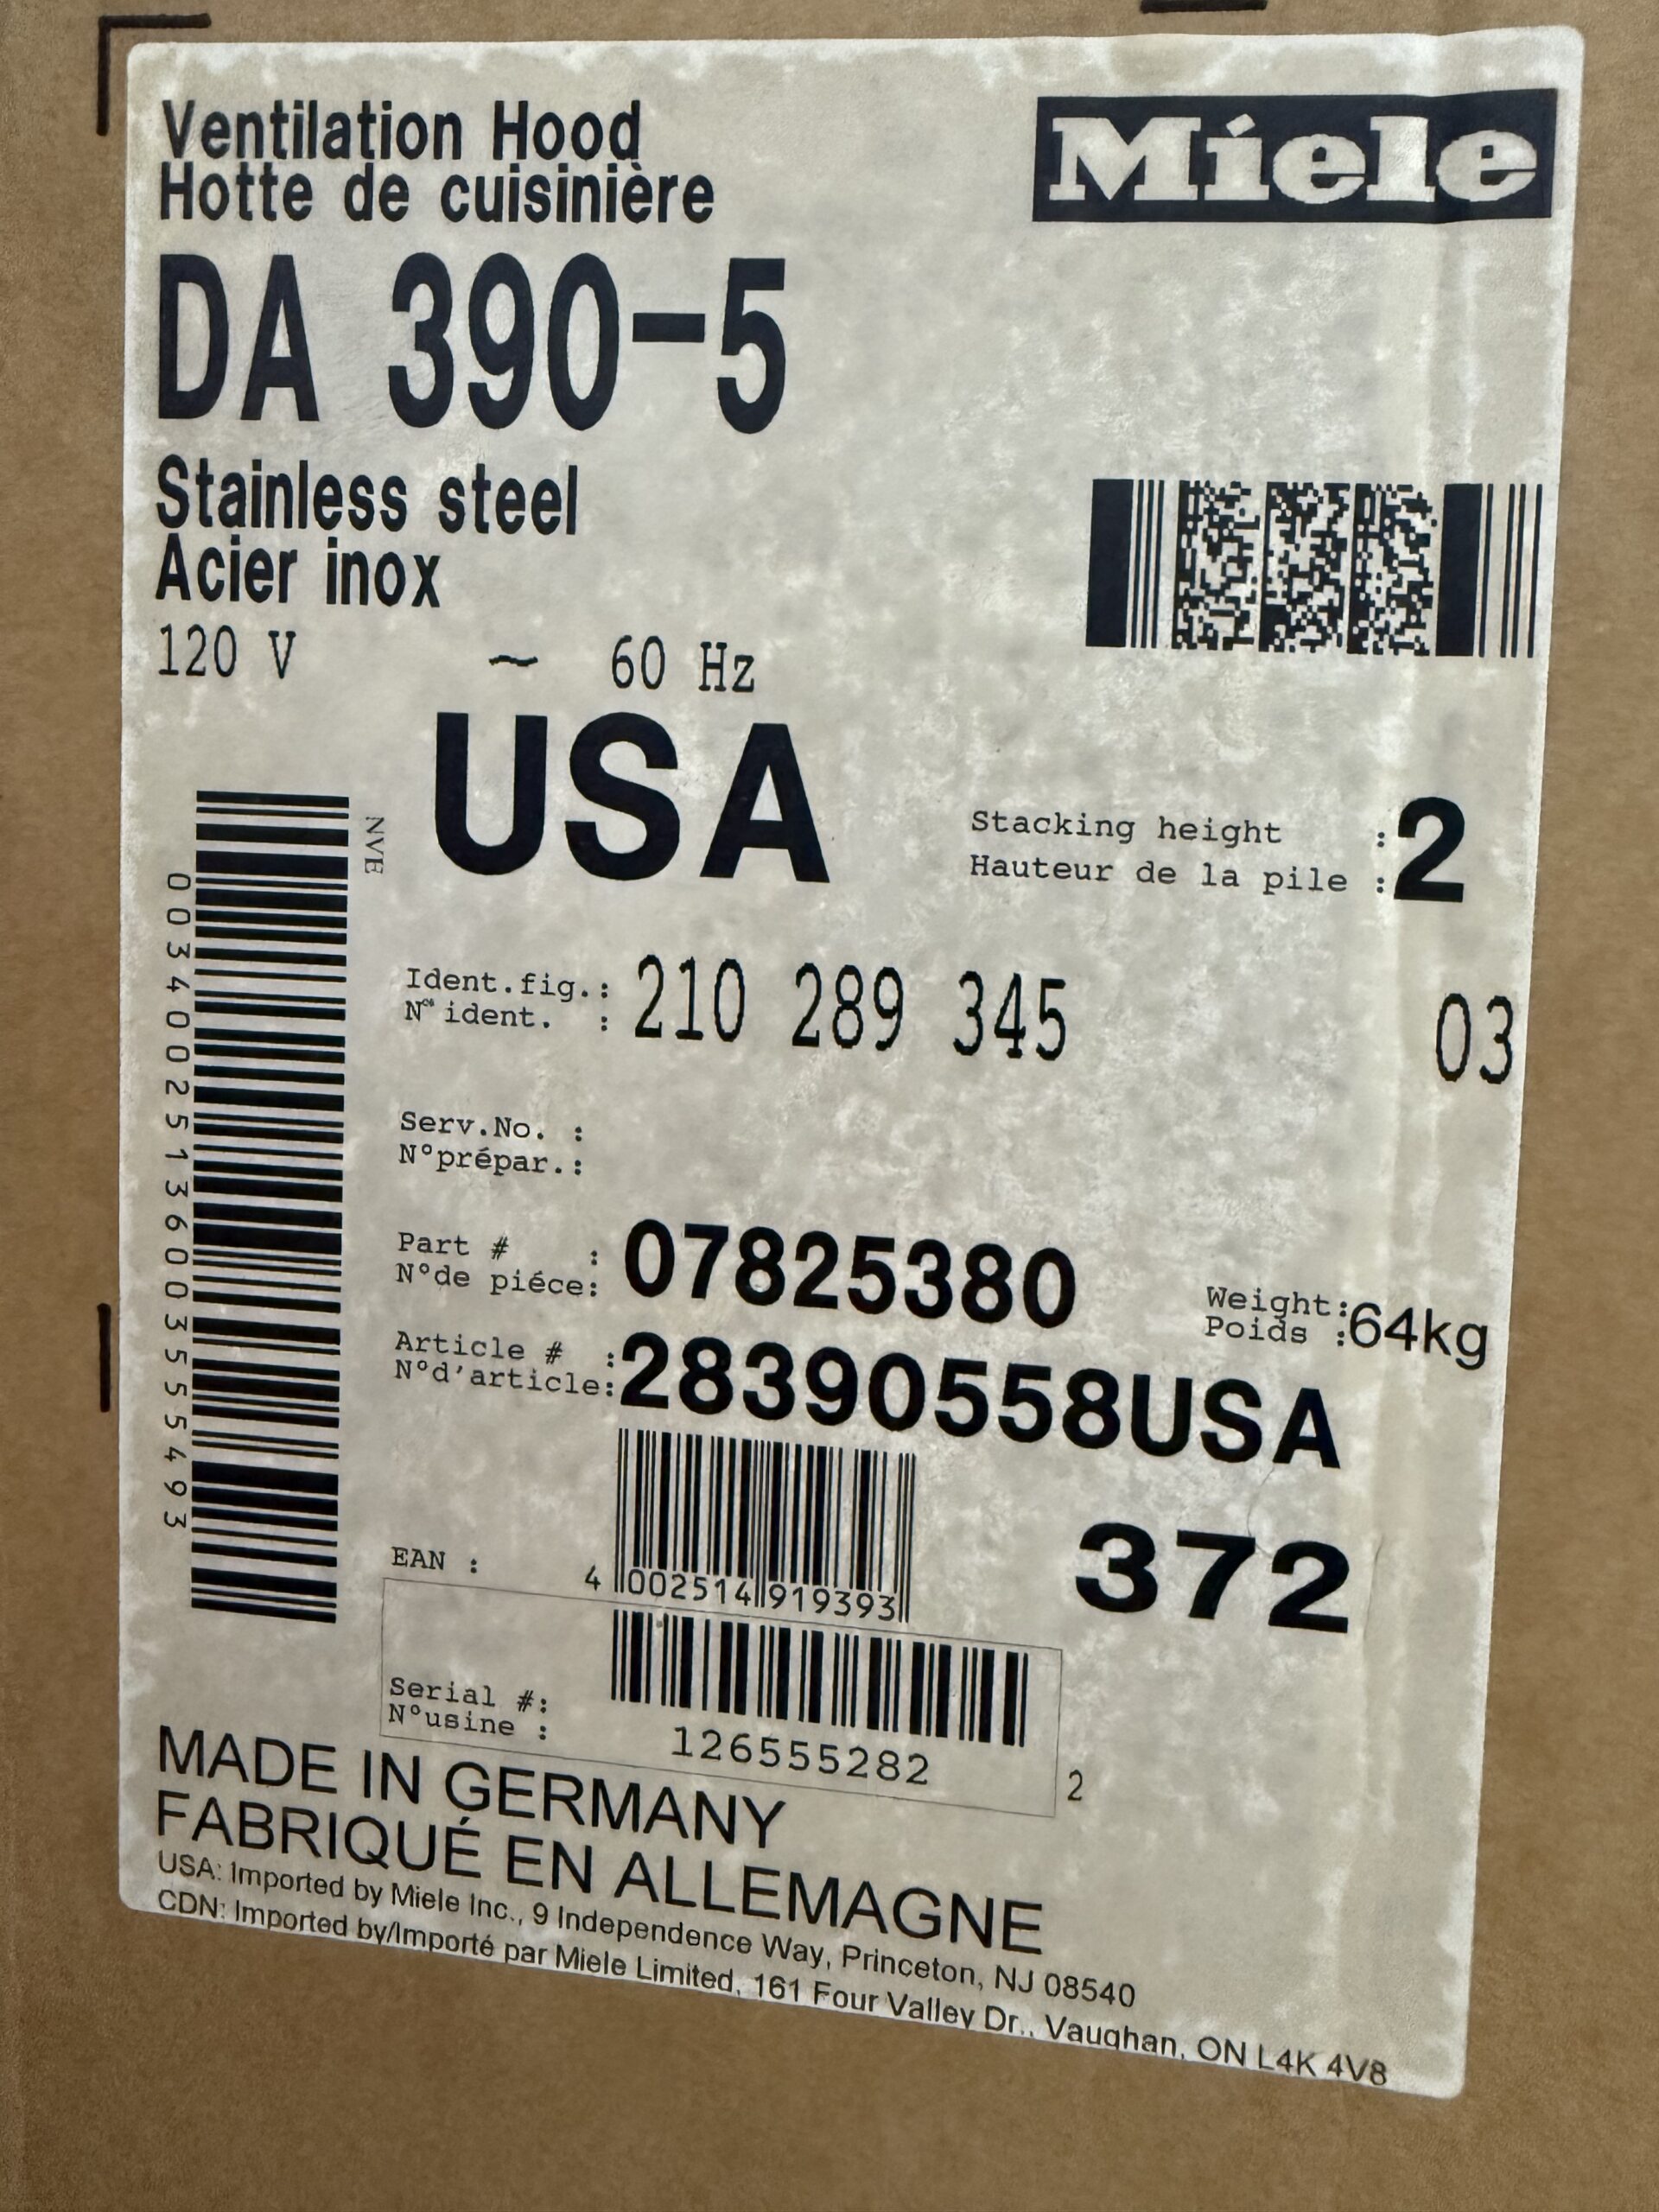 Ventilation Hood
Hotte de cuisinière
Miele
DA 390-5
Stainless steel
Acier inox
120 V ~ 60 Hz
USA
NVE
00340025136003555493
Stacking height :2
Hauteur de la pile :
Ident.fig.: 210 289 345 03
Nos ident. :
Serv.No. :
N°prépar.:
Part # : 07825380
N°de piéce:
Weight:64kg
Poids :
Article # :28390558USA
N°d'article:
372
EAN : 4 002514 919393
Serial #:
N°usine : 126555282
2
MADE IN GERMANY
FABRIQUÉ EN ALLEMAGNE
USA: Imported by Miele Inc., 9 Independence Way, Princeton, NJ 08540
CDN: Imported by/Importé par Miele Limited, 161 Four Valley Dr., Vaughan, ON L4K 4V8